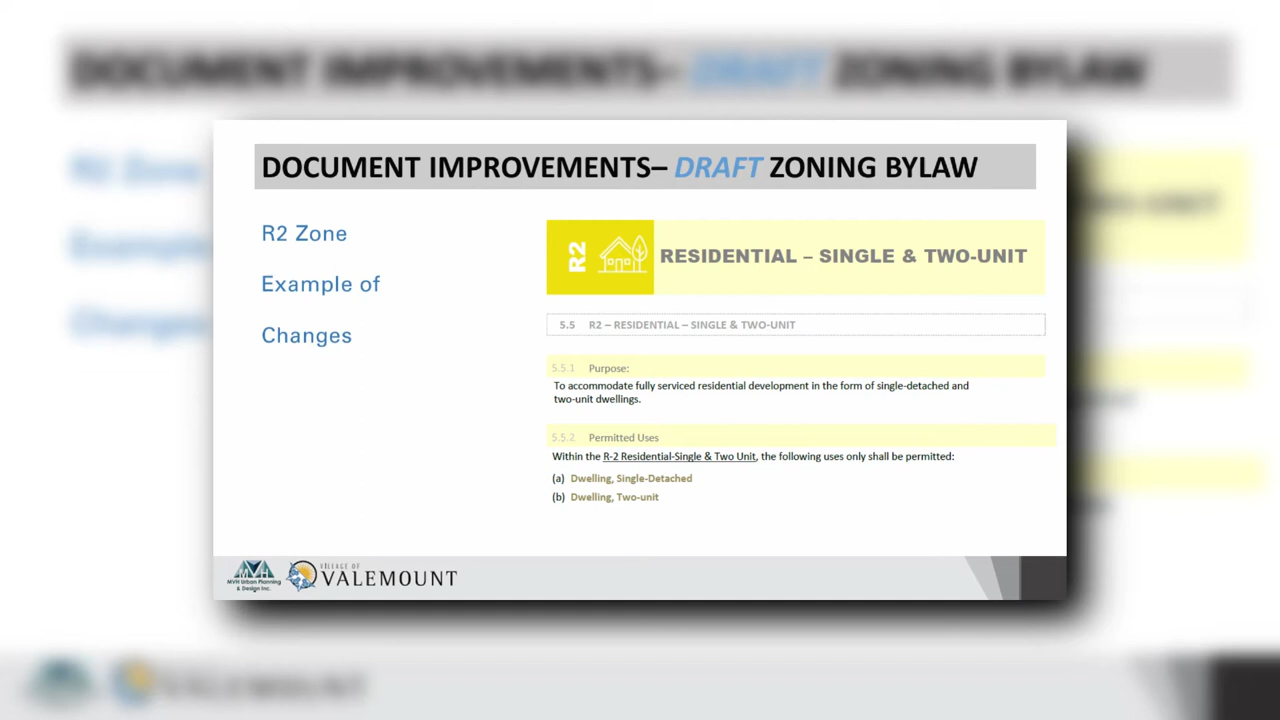 DOCUMENT IMPROVEMENTS– DRAFT ZONING BYLAW
R2 Zone
Example of
Changes
R2
RESIDENTIAL – SINGLE & TWO-UNIT
5.5 R2 – RESIDENTIAL – SINGLE & TWO-UNIT
5.5.1 Purpose:
To accommodate fully serviced residential development in the form of single-detached and
two-unit dwellings.
5.5.2 Permitted Uses
Within the R-2 Residential-Single & Two Unit, the following uses only shall be permitted:
(a) Dwelling, Single-Detached
(b) Dwelling, Two-unit
MVH Urban Planning
& Design Inc.
VILLAGE OF
VALEMOUNT